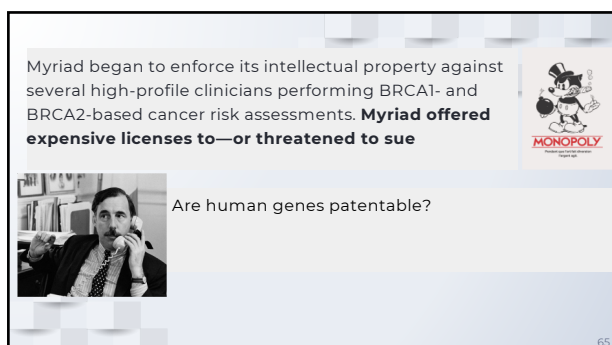 Myriad began to enforce its intellectual property against
several high-profile clinicians performing BRCA1- and
BRCA2-based cancer risk assessments. Myriad offered
expensive licenses to—or threatened to sue
MONOPOLY
Are human genes patentable?
65